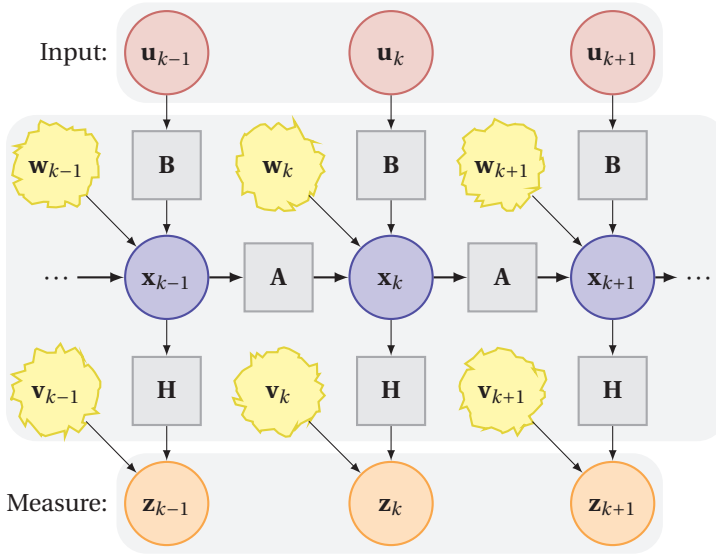 Input: u_{k−1} u_k u_{k+1}
w_{k−1} B w_k B w_{k+1} B
⋯ x_{k−1} A x_k A x_{k+1} ⋯
v_{k−1} H v_k H v_{k+1} H
Measure: z_{k−1} z_k z_{k+1}